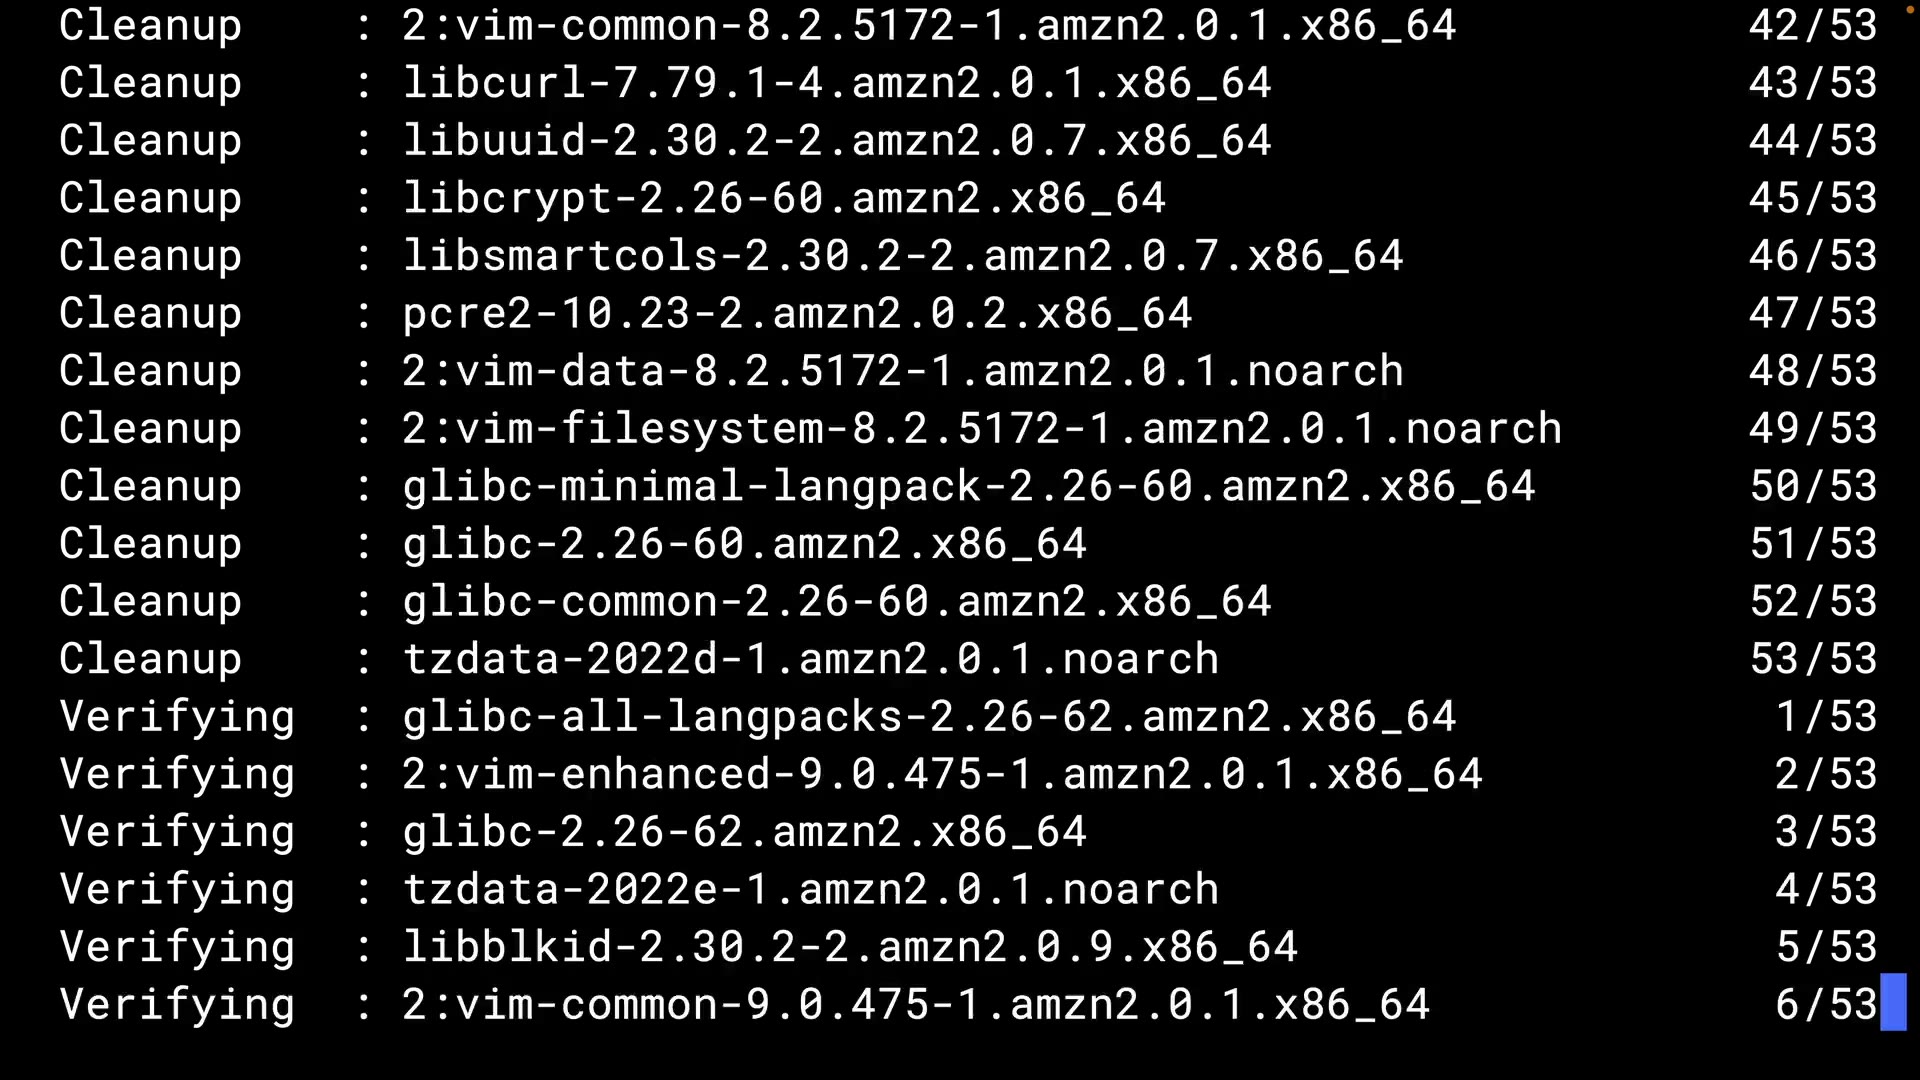 Cleanup : 2:vim-common-8.2.5172-1.amzn2.0.1.x86_64 42/53
Cleanup : libcurl-7.79.1-4.amzn2.0.1.x86_64 43/53
Cleanup : libuuid-2.30.2-2.amzn2.0.7.x86_64 44/53
Cleanup : libcrypt-2.26-60.amzn2.x86_64 45/53
Cleanup : libsmartcols-2.30.2-2.amzn2.0.7.x86_64 46/53
Cleanup : pcre2-10.23-2.amzn2.0.2.x86_64 47/53
Cleanup : 2:vim-data-8.2.5172-1.amzn2.0.1.noarch 48/53
Cleanup : 2:vim-filesystem-8.2.5172-1.amzn2.0.1.noarch 49/53
Cleanup : glibc-minimal-langpack-2.26-60.amzn2.x86_64 50/53
Cleanup : glibc-2.26-60.amzn2.x86_64 51/53
Cleanup : glibc-common-2.26-60.amzn2.x86_64 52/53
Cleanup : tzdata-2022d-1.amzn2.0.1.noarch 53/53
Verifying : glibc-all-langpacks-2.26-62.amzn2.x86_64 1/53
Verifying : 2:vim-enhanced-9.0.475-1.amzn2.0.1.x86_64 2/53
Verifying : glibc-2.26-62.amzn2.x86_64 3/53
Verifying : tzdata-2022e-1.amzn2.0.1.noarch 4/53
Verifying : libblkid-2.30.2-2.amzn2.0.9.x86_64 5/53
Verifying : 2:vim-common-9.0.475-1.amzn2.0.1.x86_64 6/53